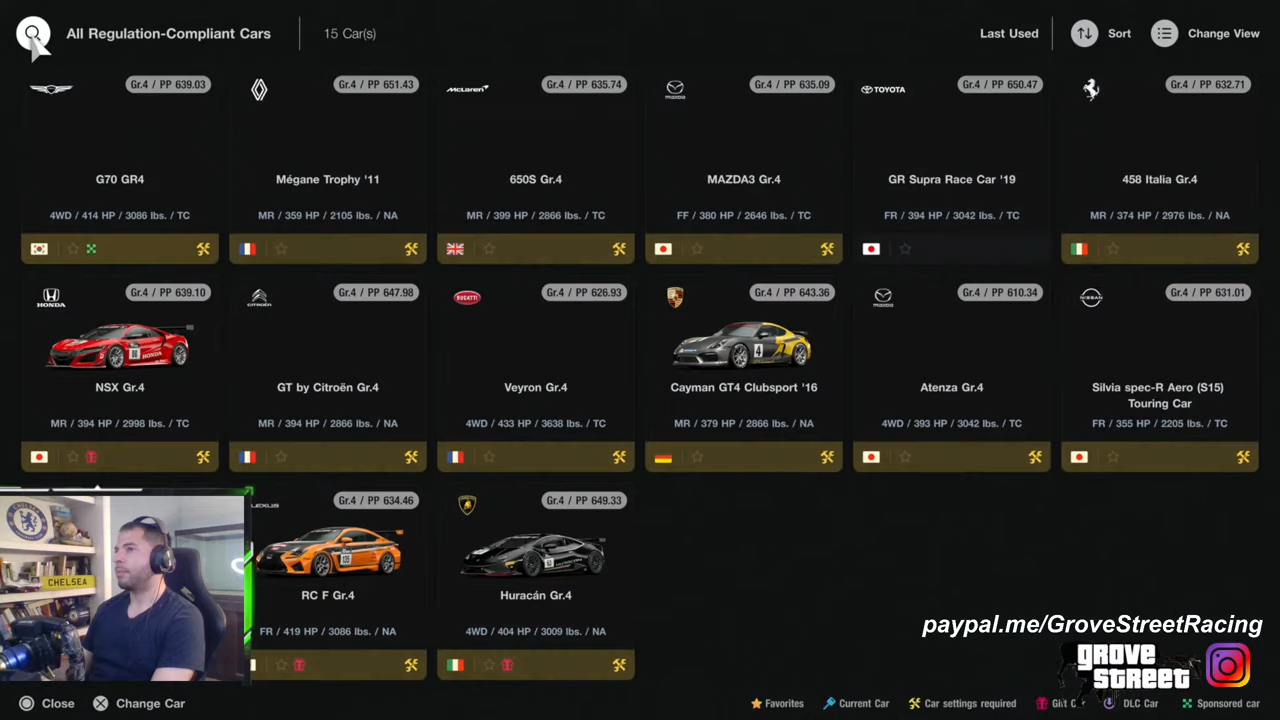 All Regulation-Compliant Cars
15 Car(s)
Last Used
Sort
Change View
Gr.4 / PP 639.03
G70 GR4
4WD / 414 HP / 3086 lbs. / TC
Gr.4 / PP 651.43
Mégane Trophy '11
MR / 359 HP / 2105 lbs. / NA
McLaren
Gr.4 / PP 635.74
650S Gr.4
MR / 399 HP / 2866 lbs. / TC
mazda
Gr.4 / PP 635.09
MAZDA3 Gr.4
FF / 380 HP / 2646 lbs. / TC
TOYOTA
Gr.4 / PP 650.47
GR Supra Race Car '19
FR / 394 HP / 3042 lbs. / TC
Gr.4 / PP 632.71
458 Italia Gr.4
MR / 374 HP / 2976 lbs. / NA
HONDA
Gr.4 / PP 639.10
HONDA
NSX Gr.4
MR / 394 HP / 2998 lbs. / TC
CITROËN
Gr.4 / PP 647.98
GT by Citroën Gr.4
MR / 394 HP / 2866 lbs. / NA
BUGATTI
Gr.4 / PP 626.93
Veyron Gr.4
4WD / 433 HP / 3638 lbs. / TC
Gr.4 / PP 643.36
4
Cayman GT4 Clubsport '16
MR / 379 HP / 2866 lbs. / NA
mazda
Gr.4 / PP 610.34
Atenza Gr.4
4WD / 393 HP / 3042 lbs. / TC
NISSAN
Gr.4 / PP 631.01
Silvia spec-R Aero (S15)
Touring Car
FR / 355 HP / 2205 lbs. / TC
LEXUS
Gr.4 / PP 634.46
105
RC F Gr.4
FR / 419 HP / 3086 lbs. / NA
Gr.4 / PP 649.33
Huracán Gr.4
4WD / 404 HP / 3009 lbs. / NA
CHELSEA
CHELSEA
paypal.me/GroveStreetRacing
grove
street
Close
Change Car
Favorites
Current Car
Car settings required
Gift
DLC Car
Sponsored car